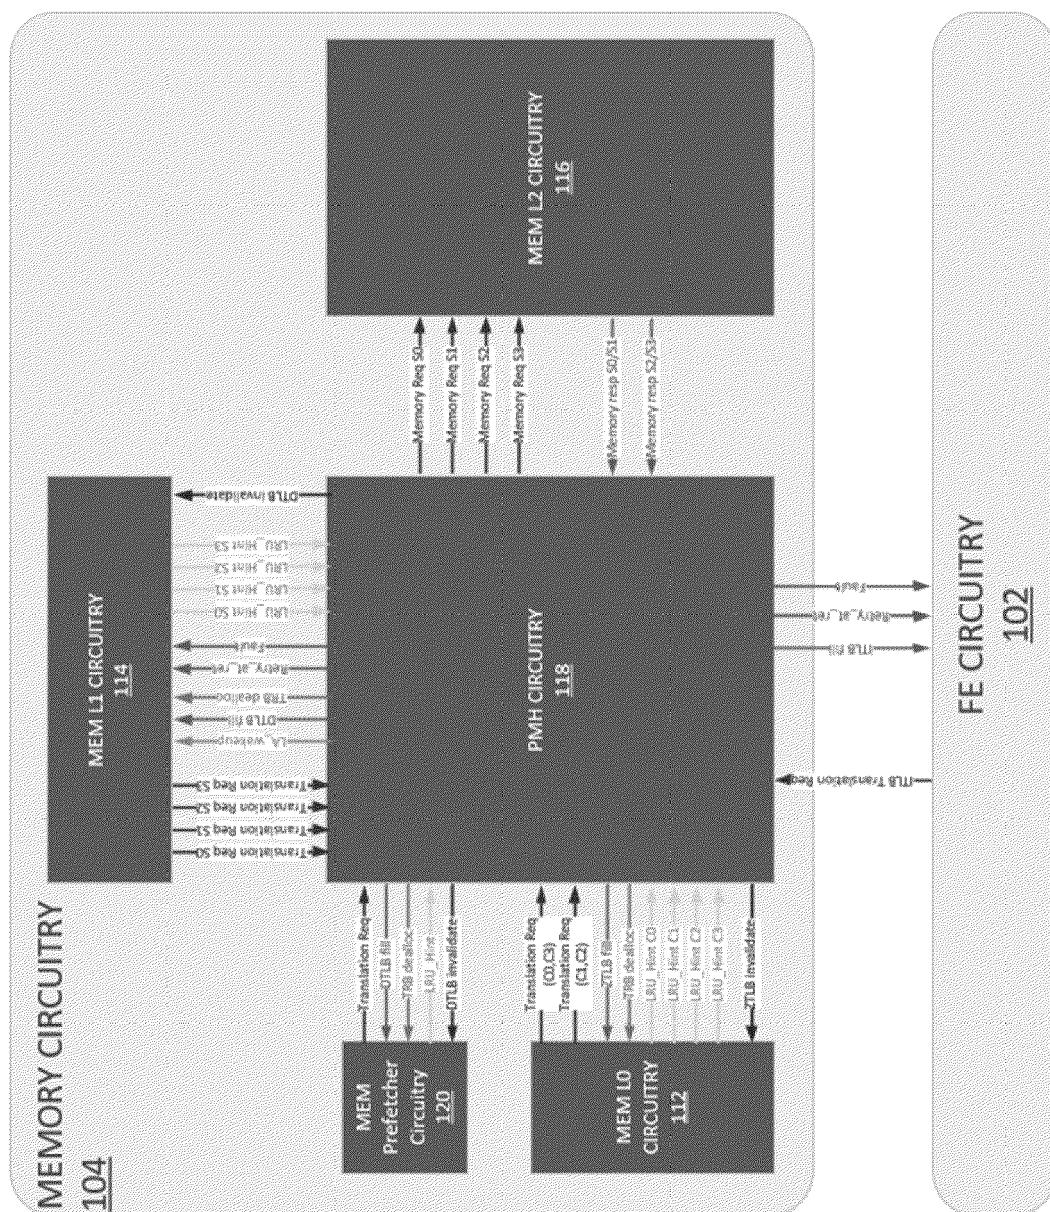 MEMORY CIRCUITRY
104
MEM L1 CIRCUITRY
114
Translation Req S0
Translation Req S1
Translation Req S2
Translation Req S3
LA_wakeup
DTLB fill
TRB dealloc
Retry_at_ret
Fault
LRU_Hint S0
LRU_Hint S1
LRU_Hint S2
LRU_Hint S3
DTLB invalidate
MEM
Prefetcher
Circuitry
120
Translation Req
DTLB fill
TRB dealloc
LRU_Hint
DTLB invalidate
MEM L0
CIRCUITRY
112
Translation Req
(C0,C3)
Translation Req
(C1,C2)
ZTLB fill
TRB dealloc
LRU_Hint C0
LRU_Hint C1
LRU_Hint C2
LRU_Hint C3
ZTLB invalidate
PMH CIRCUITRY
118
Memory Req S0
Memory Req S1
Memory Req S2
Memory Req S3
Memory resp S0/S1
Memory resp S2/S3
MEM L2 CIRCUITRY
116
ITLB Translation Req
ITLB fill
Retry_at_ret
Fault
FE CIRCUITRY
102